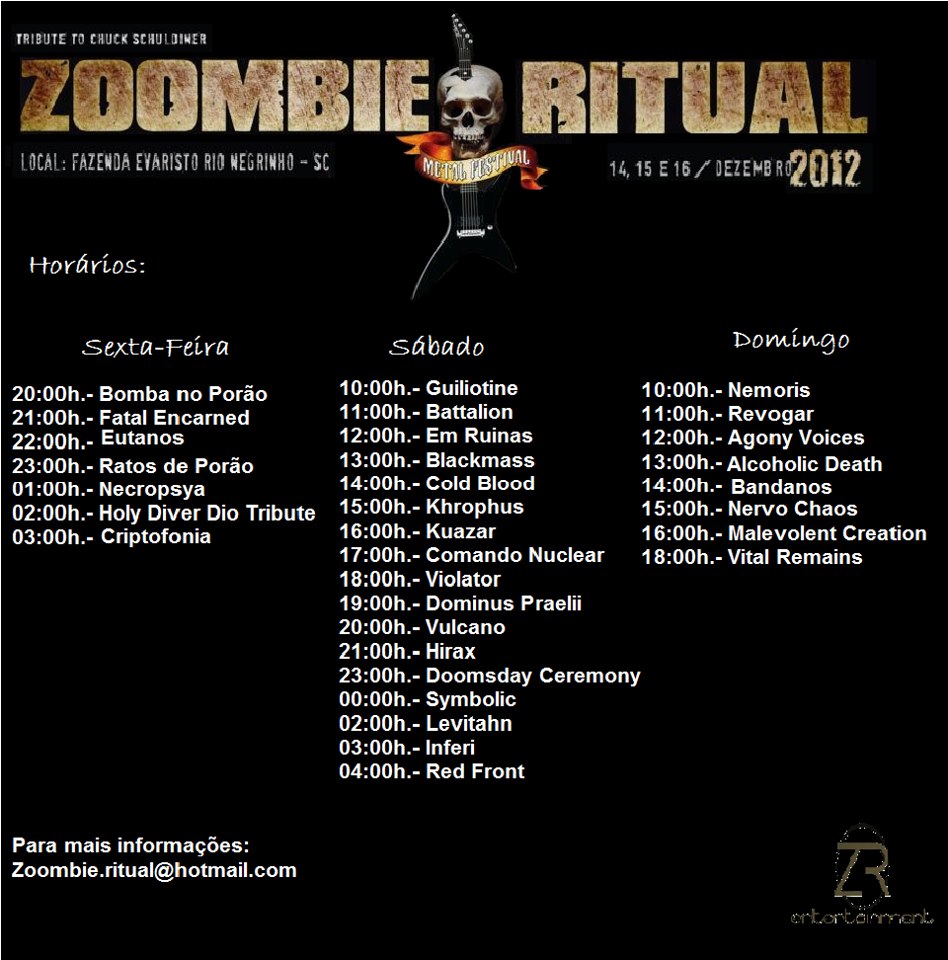 TRIBUTE TO CHUCK SCHULDINER
ZOOMBIE RITUAL
LOCAL: FAZENDA EVARISTO RIO NEGRINHO - SC
METAL FESTIVAL
14, 15 E 16 / DEZEMBRO 2012
Horários:
Sexta-Feira
20:00h.- Bomba no Porão
21:00h.- Fatal Encarned
22:00h.- Eutanos
23:00h.- Ratos de Porão
01:00h.- Necropsya
02:00h.- Holy Diver Dio Tribute
03:00h.- Criptofonia
Sábado
10:00h.- Guiliotine
11:00h.- Battalion
12:00h.- Em Ruinas
13:00h.- Blackmass
14:00h.- Cold Blood
15:00h.- Khrophus
16:00h.- Kuazar
17:00h.- Comando Nuclear
18:00h.- Violator
19:00h.- Dominus Praelii
20:00h.- Vulcano
21:00h.- Hirax
23:00h.- Doomsday Ceremony
00:00h.- Symbolic
02:00h.- Levitahn
03:00h.- Inferi
04:00h.- Red Front
Domingo
10:00h.- Nemoris
11:00h.- Revogar
12:00h.- Agony Voices
13:00h.- Alcoholic Death
14:00h.- Bandanos
15:00h.- Nervo Chaos
16:00h.- Malevolent Creation
18:00h.- Vital Remains
Para mais informações:
Zoombie.ritual@hotmail.com
ZR
entertainment